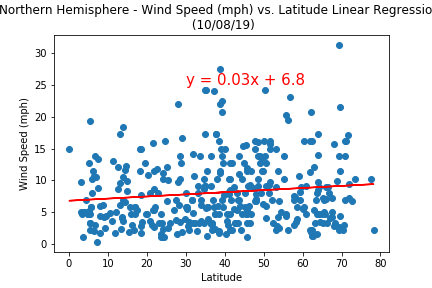 Northern Hemisphere - Wind Speed (mph) vs. Latitude Linear Regressio
(10/08/19)
y = 0.03x + 6.8
Wind Speed (mph)
30
25
20
15
10
5
0
0 10 20 30 40 50 60 70 80
Latitude